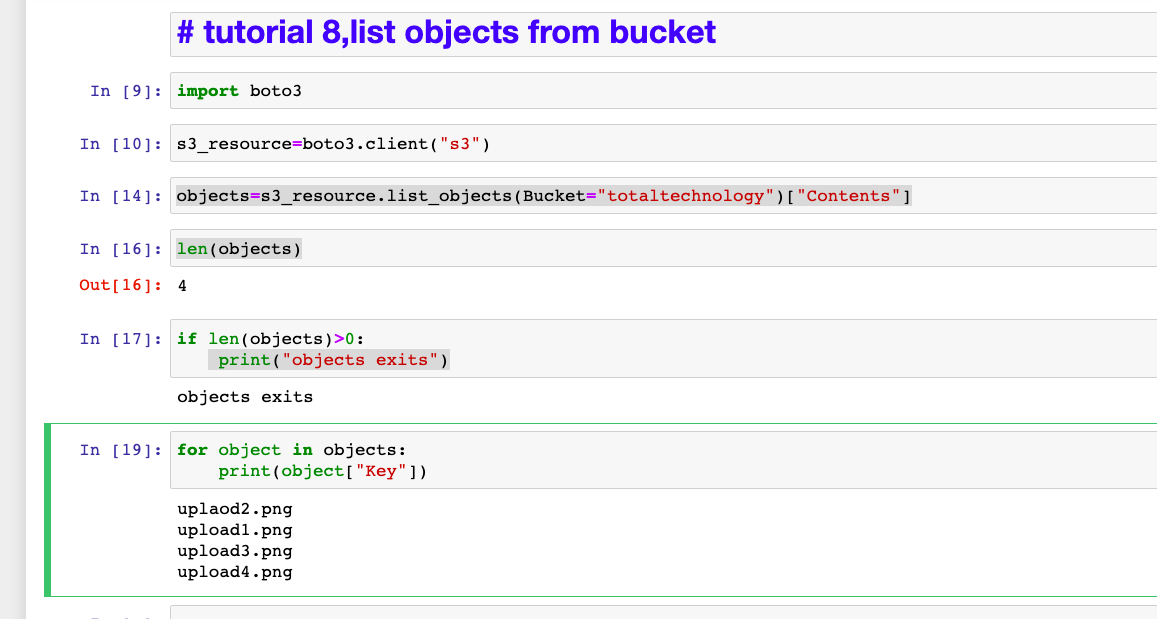 # tutorial 8,list objects from bucket
In [9]: import boto3
In [10]: s3_resource=boto3.client("s3")
In [14]: objects=s3_resource.list_objects(Bucket="totaltechnology")["Contents"]
In [16]: len(objects)
Out[16]: 4
In [17]: if len(objects)>0:
    print("objects exits")
objects exits
In [19]: for object in objects:
    print(object["Key"])
uplaod2.png
upload1.png
upload3.png
upload4.png